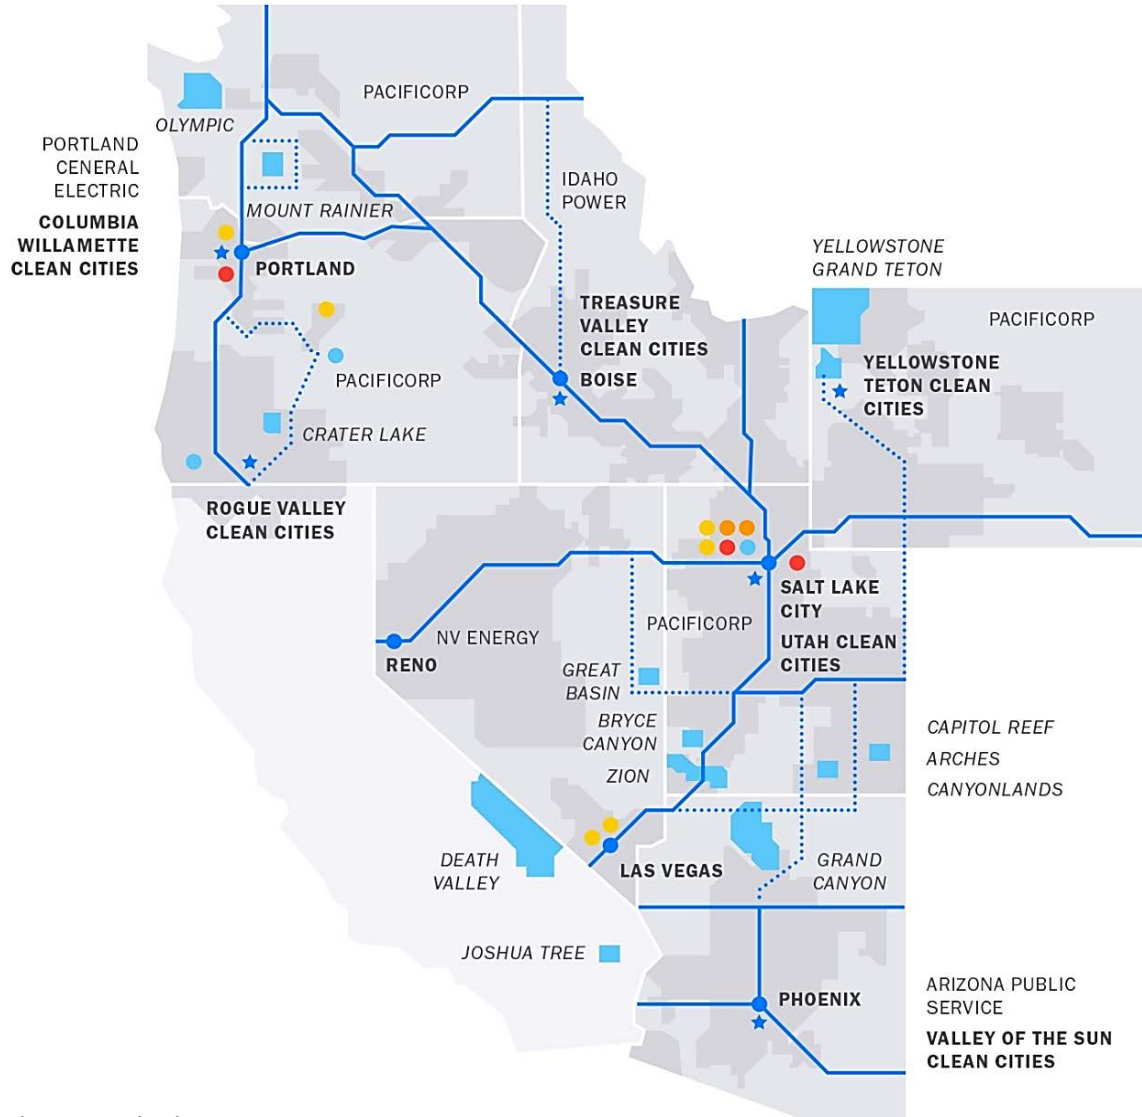 PACIFICORP
OLYMPIC
PORTLAND
GENERAL
ELECTRIC
COLUMBIA
WILLAMETTE
CLEAN CITIES
MOUNT RAINIER
IDAHO
POWER
PORTLAND
YELLOWSTONE
GRAND TETON
TREASURE
VALLEY
CLEAN CITIES
BOISE
PACIFICORP
YELLOWSTONE
TETON CLEAN
CITIES
PACIFICORP
CRATER LAKE
ROGUE VALLEY
CLEAN CITIES
SALT LAKE
CITY
UTAH CLEAN
CITIES
PACIFICORP
NV ENERGY
RENO
GREAT
BASIN
BRYCE
CANYON
ZION
CAPITOL REEF
ARCHES
CANYONLANDS
DEATH
VALLEY
LAS VEGAS
GRAND
CANYON
JOSHUA TREE
PHOENIX
ARIZONA PUBLIC
SERVICE
VALLEY OF THE SUN
CLEAN CITIES